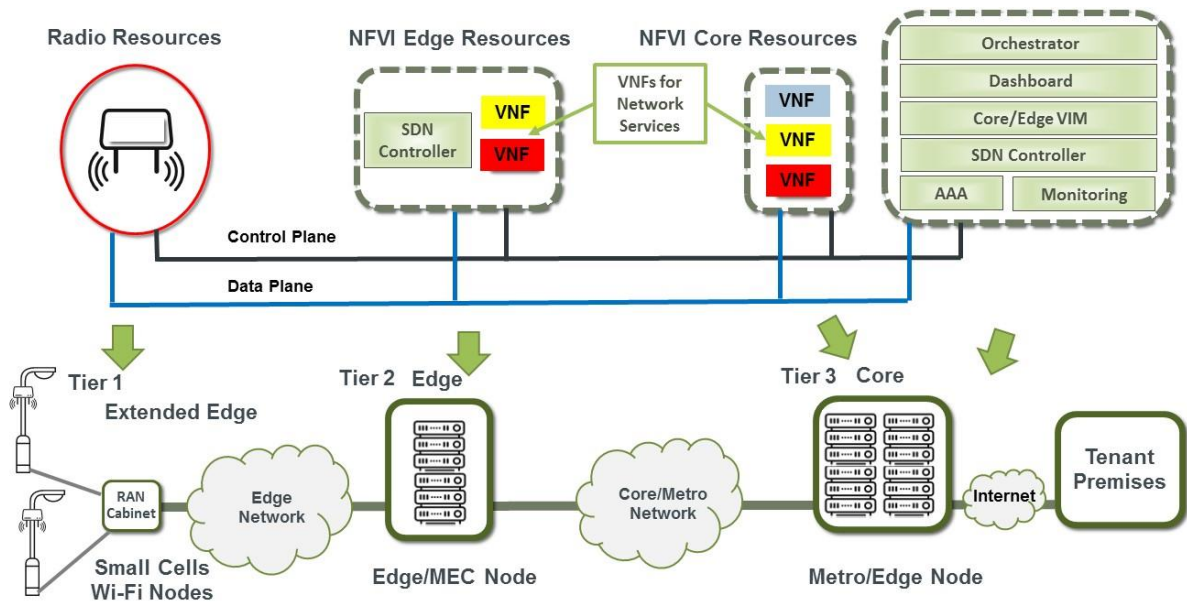 Radio Resources
NFVI Edge Resources
NFVI Core Resources
Orchestrator
Dashboard
Core/Edge VIM
SDN Controller
AAA
Monitoring
VNFs for
Network
Services
SDN
Controller
VNF
VNF
VNF
VNF
VNF
Control Plane
Data Plane
Tier 1
Extended Edge
Tier 2 Edge
Tier 3 Core
RAN
Cabinet
Edge
Network
Core/Metro
Network
Internet
Tenant
Premises
Small Cells
Wi-Fi Nodes
Edge/MEC Node
Metro/Edge Node